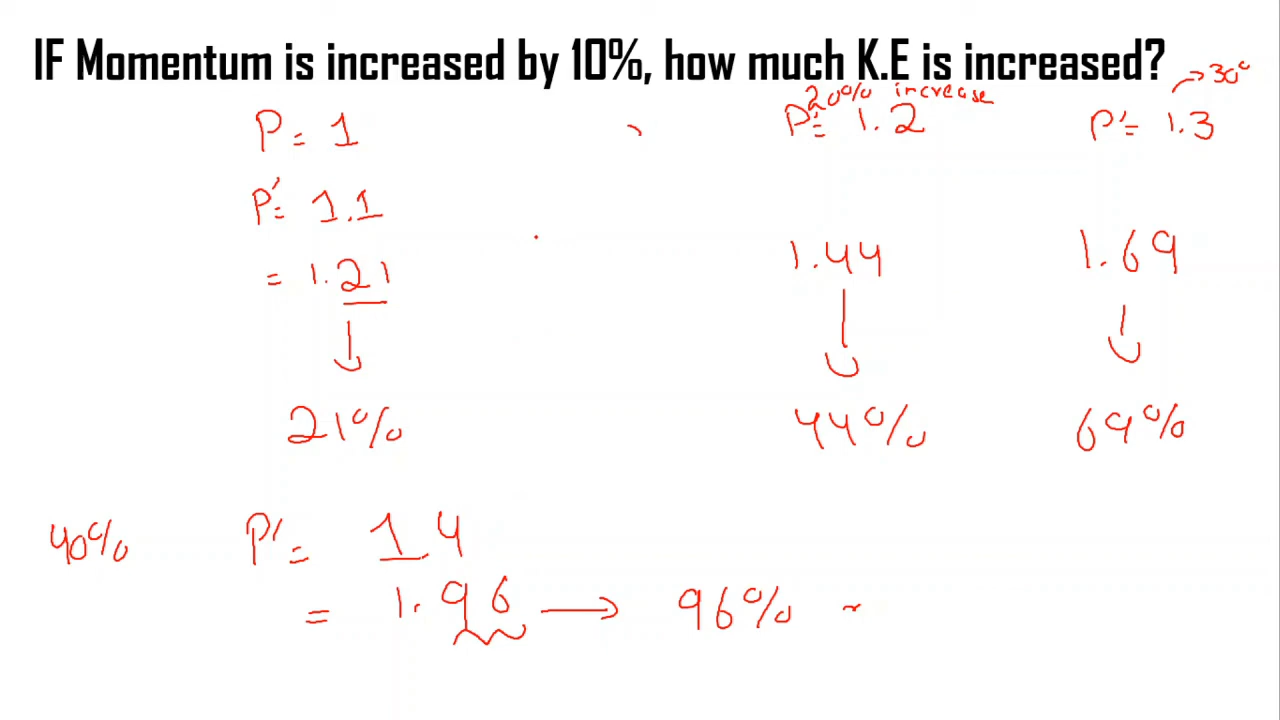 IF Momentum is increased by 10%, how much K.E is increased?
P = 1
P' = 1.1
= 1.21
21%
20% increase
P' = 1.2
1.44
44%
→ 30°
P' = 1.3
1.69
69%
40%
P' = 1 4
= 1.96 → 96%